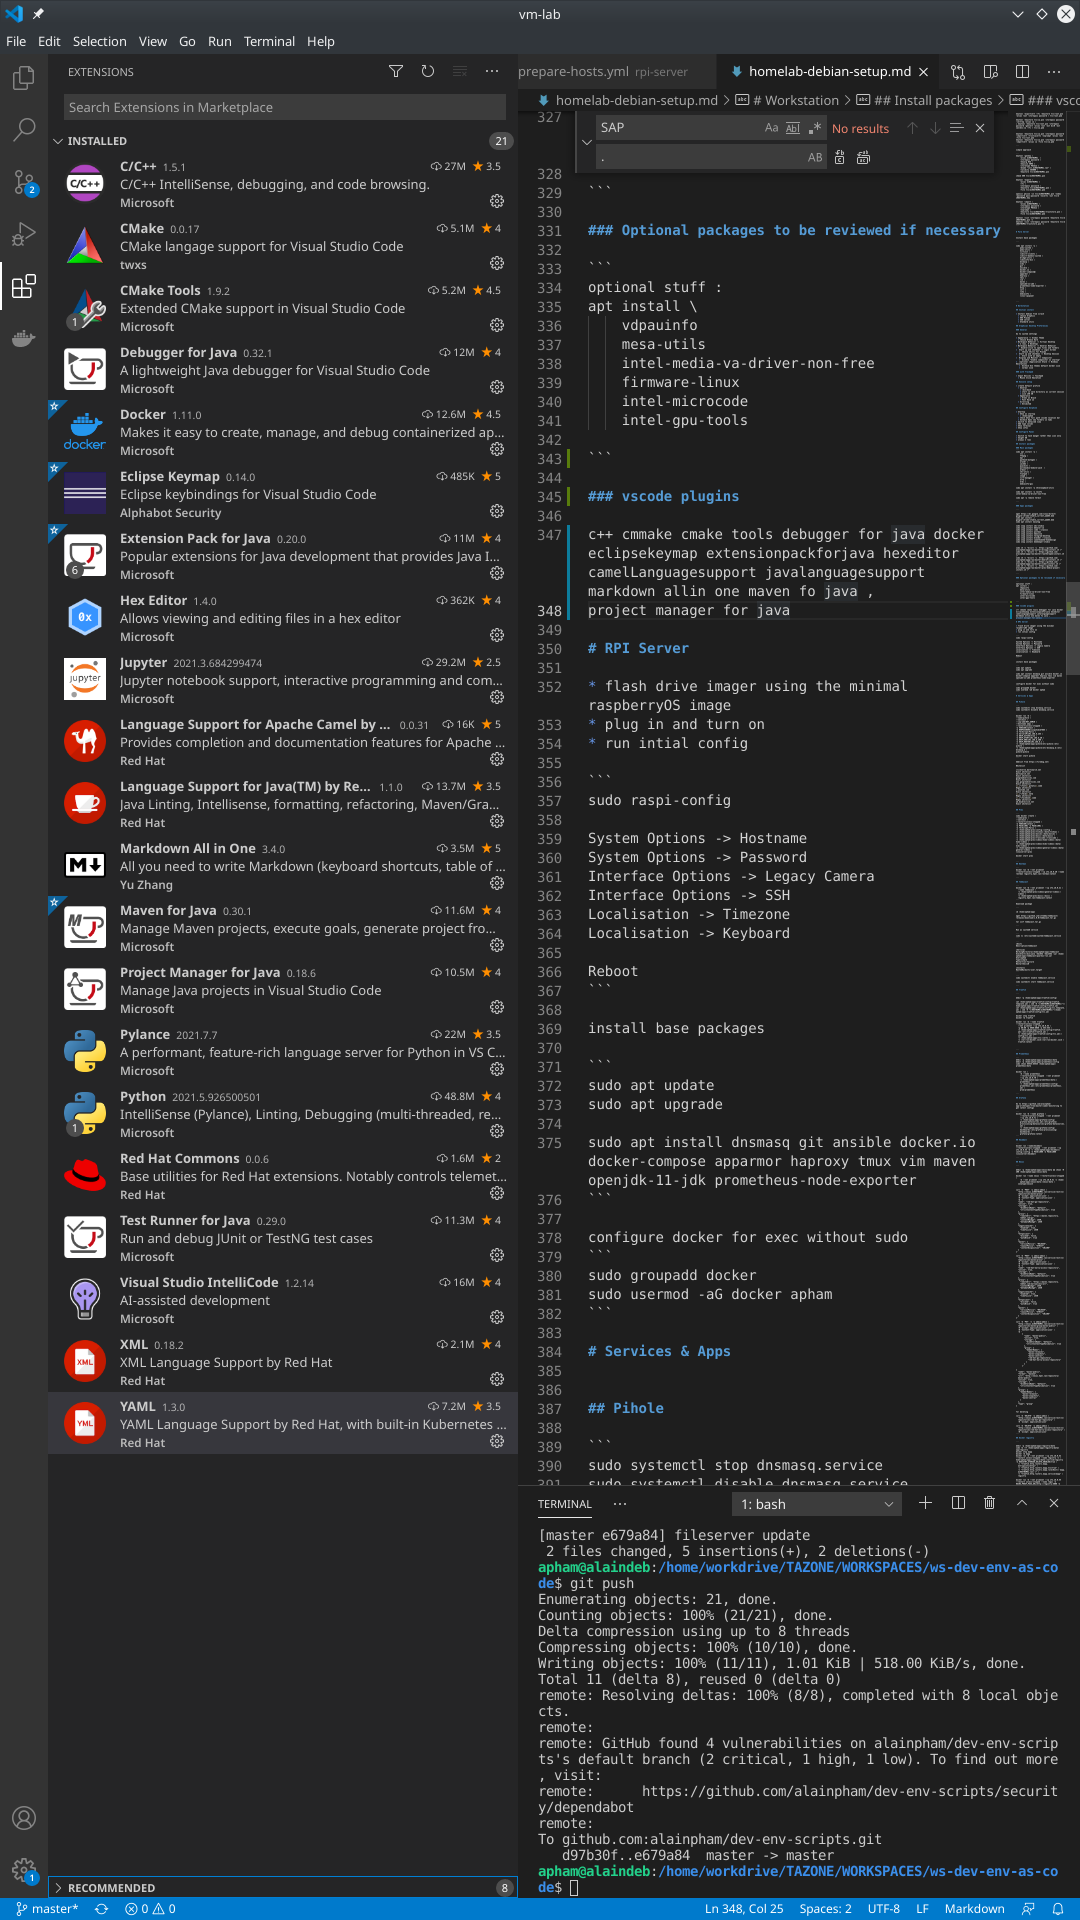 vm-lab
File Edit Selection View Go Run Terminal Help
EXTENSIONS
Search Extensions in Marketplace
INSTALLED 21
C/C++ 1.5.1 27M 3.5
C/C++ IntelliSense, debugging, and code browsing.
Microsoft
CMake 0.0.17 5.1M 4
CMake langage support for Visual Studio Code
twxs
CMake Tools 1.9.2 5.2M 4.5
Extended CMake support in Visual Studio Code
1
Microsoft
Debugger for Java 0.32.1 12M 4
A lightweight Java debugger for Visual Studio Code
Microsoft
Docker 1.11.0 12.6M 4.5
Makes it easy to create, manage, and debug containerized ap...
docker
Microsoft
Eclipse Keymap 0.14.0 485K 5
Eclipse keybindings for Visual Studio Code
Alphabot Security
Extension Pack for Java 0.20.0 11M 4
Popular extensions for Java development that provides Java I...
6
Microsoft
Hex Editor 1.4.0 362K 4
0x
Allows viewing and editing files in a hex editor
Microsoft
Jupyter 2021.3.684299474 29.2M 2.5
jupyter
Jupyter notebook support, interactive programming and com...
Microsoft
Language Support for Apache Camel by ... 0.0.31 16K 5
Provides completion and documentation features for Apache ...
Red Hat
Language Support for Java(TM) by Re... 1.1.0 13.7M 3.5
Java Linting, Intellisense, formatting, refactoring, Maven/Gra...
Red Hat
Markdown All in One 3.4.0 3.5M 5
All you need to write Markdown (keyboard shortcuts, table of ...
Yu Zhang
Maven for Java 0.30.1 11.6M 4
Manage Maven projects, execute goals, generate project fro...
Microsoft
Project Manager for Java 0.18.6 10.5M 4
Manage Java projects in Visual Studio Code
Microsoft
Pylance 2021.7.7 22M 3.5
A performant, feature-rich language server for Python in VS C...
Microsoft
Python 2021.5.926500501 48.8M 4
IntelliSense (Pylance), Linting, Debugging (multi-threaded, re...
1
Microsoft
Red Hat Commons 0.0.6 1.6M 2
Base utilities for Red Hat extensions. Notably controls telemet...
Red Hat
Test Runner for Java 0.29.0 11.3M 4
Run and debug JUnit or TestNG test cases
Microsoft
Visual Studio IntelliCode 1.2.14 16M 4
AI-assisted development
Microsoft
XML 0.18.2 2.1M 4
XML Language Support by Red Hat
Red Hat
YAML 1.3.0 7.2M 3.5
YAML Language Support by Red Hat, with built-in Kubernetes ...
Red Hat
RECOMMENDED 8
prepare-hosts.yml rpi-server homelab-debian-setup.md
homelab-debian-setup.md > # Workstation > ## Install packages > ### vsco
SAP Aa Ab .* No results
. AB
327
328
329 ```
330
331 ### Optional packages to be reviewed if necessary
332
333 ```
334 optional stuff :
335 apt install \
336 vdpauinfo
337 mesa-utils
338 intel-media-va-driver-non-free
339 firmware-linux
340 intel-microcode
341 intel-gpu-tools
342
343 ```
344
345 ### vscode plugins
346
347 c++ cmmake cmake tools debugger for java docker
eclipsekeymap extensionpackforjava hexeditor
camelLanguagesupport javalanguagesupport
markdown allin one maven fo java ,
348 project manager for java
349
350 # RPI Server
351
352 * flash drive imager using the minimal
raspberryOS image
353 * plug in and turn on
354 * run intial config
355
356 ```
357 sudo raspi-config
358
359 System Options -> Hostname
360 System Options -> Password
361 Interface Options -> Legacy Camera
362 Interface Options -> SSH
363 Localisation -> Timezone
364 Localisation -> Keyboard
365
366 Reboot
367 ```
368
369 install base packages
370
371 ```
372 sudo apt update
373 sudo apt upgrade
374
375 sudo apt install dnsmasq git ansible docker.io
docker-compose apparmor haproxy tmux vim maven
openjdk-11-jdk prometheus-node-exporter
376 ```
377
378 configure docker for exec without sudo
379 ```
380 sudo groupadd docker
381 sudo usermod -aG docker apham
382 ```
383
384 # Services & Apps
385
386
387 ## Pihole
388
389 ```
390 sudo systemctl stop dnsmasq.service
391 sudo systemctl disable dnsmasq.service
TERMINAL 1: bash
[master e679a84] fileserver update
2 files changed, 5 insertions(+), 2 deletions(-)
apham@alaindeb:/home/workdrive/TAZONE/WORKSPACES/ws-dev-env-as-co
de$ git push
Enumerating objects: 21, done.
Counting objects: 100% (21/21), done.
Delta compression using up to 8 threads
Compressing objects: 100% (10/10), done.
Writing objects: 100% (11/11), 1.01 KiB | 518.00 KiB/s, done.
Total 11 (delta 8), reused 0 (delta 0)
remote: Resolving deltas: 100% (8/8), completed with 8 local obje
cts.
remote:
remote: GitHub found 4 vulnerabilities on alainpham/dev-env-scrip
ts's default branch (2 critical, 1 high, 1 low). To find out more
, visit:
remote: https://github.com/alainpham/dev-env-scripts/securit
y/dependabot
remote:
To github.com:alainpham/dev-env-scripts.git
d97b30f..e679a84 master -> master
apham@alaindeb:/home/workdrive/TAZONE/WORKSPACES/ws-dev-env-as-co
de$
2
1
master* 0 0 Ln 348, Col 25 Spaces: 2 UTF-8 LF Markdown